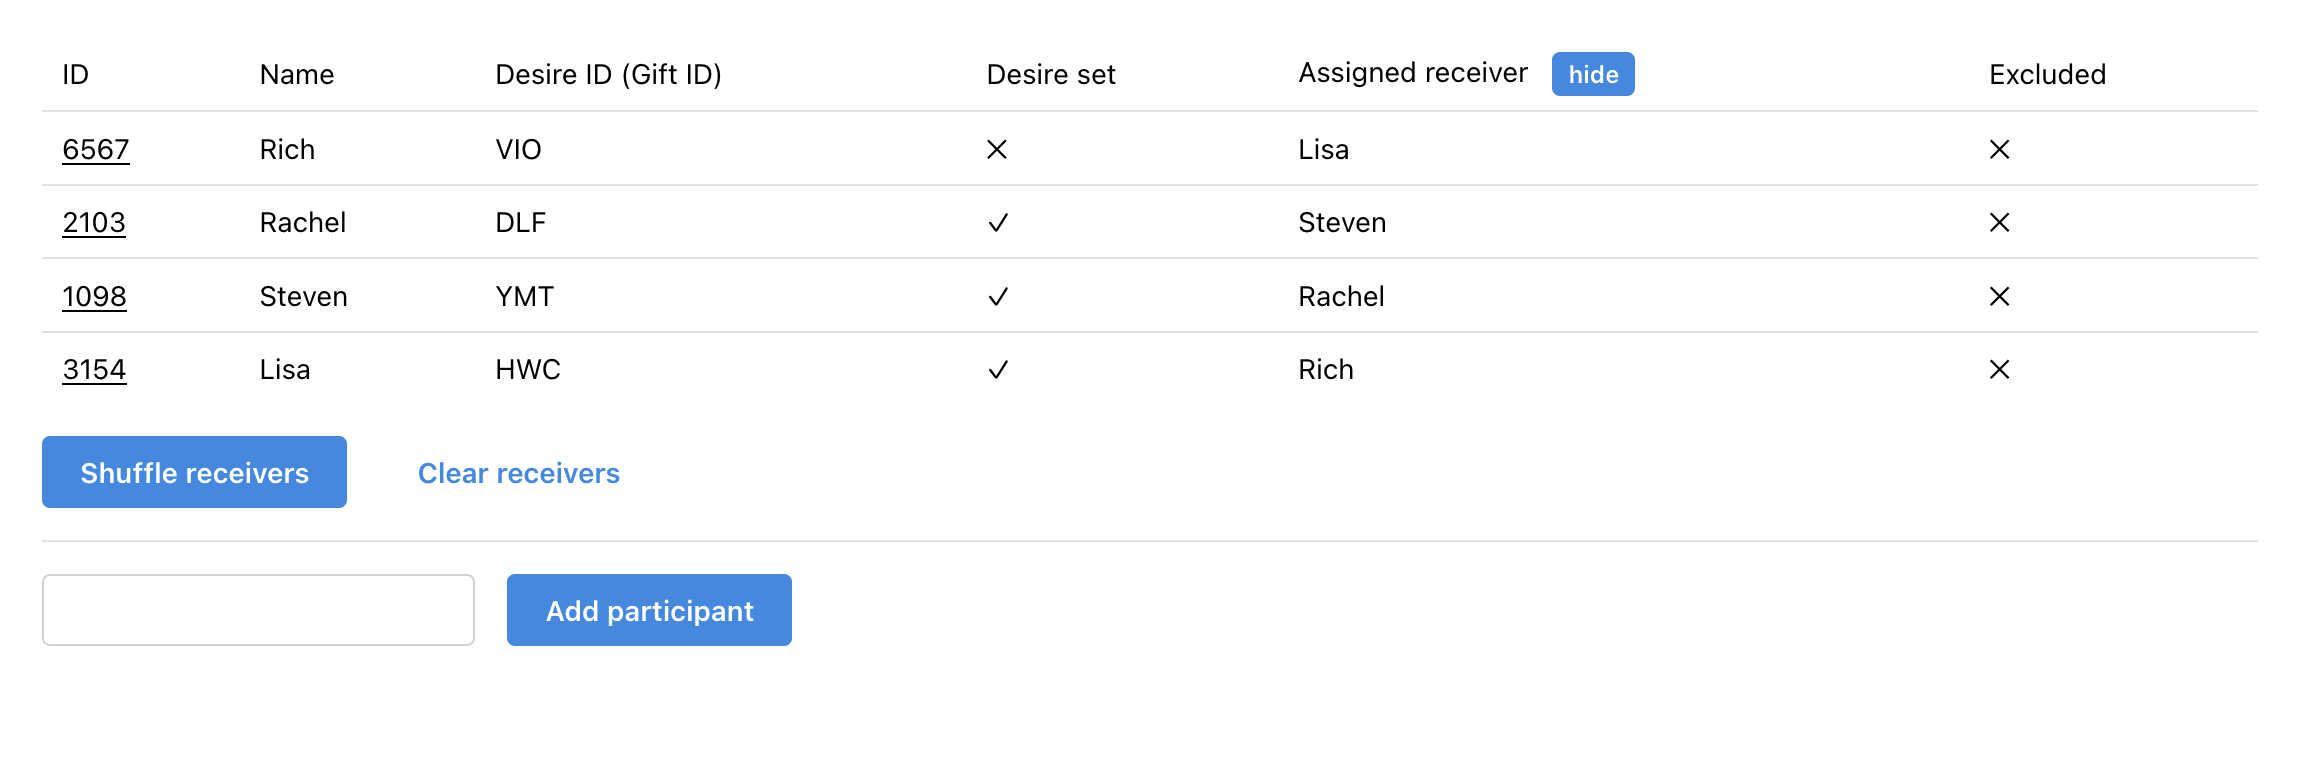 ID Name Desire ID (Gift ID) Desire set Assigned receiver hide Excluded
6567 Rich VIO ✕ Lisa ✕
2103 Rachel DLF ✓ Steven ✕
1098 Steven YMT ✓ Rachel ✕
3154 Lisa HWC ✓ Rich ✕
Shuffle receivers Clear receivers
Add participant